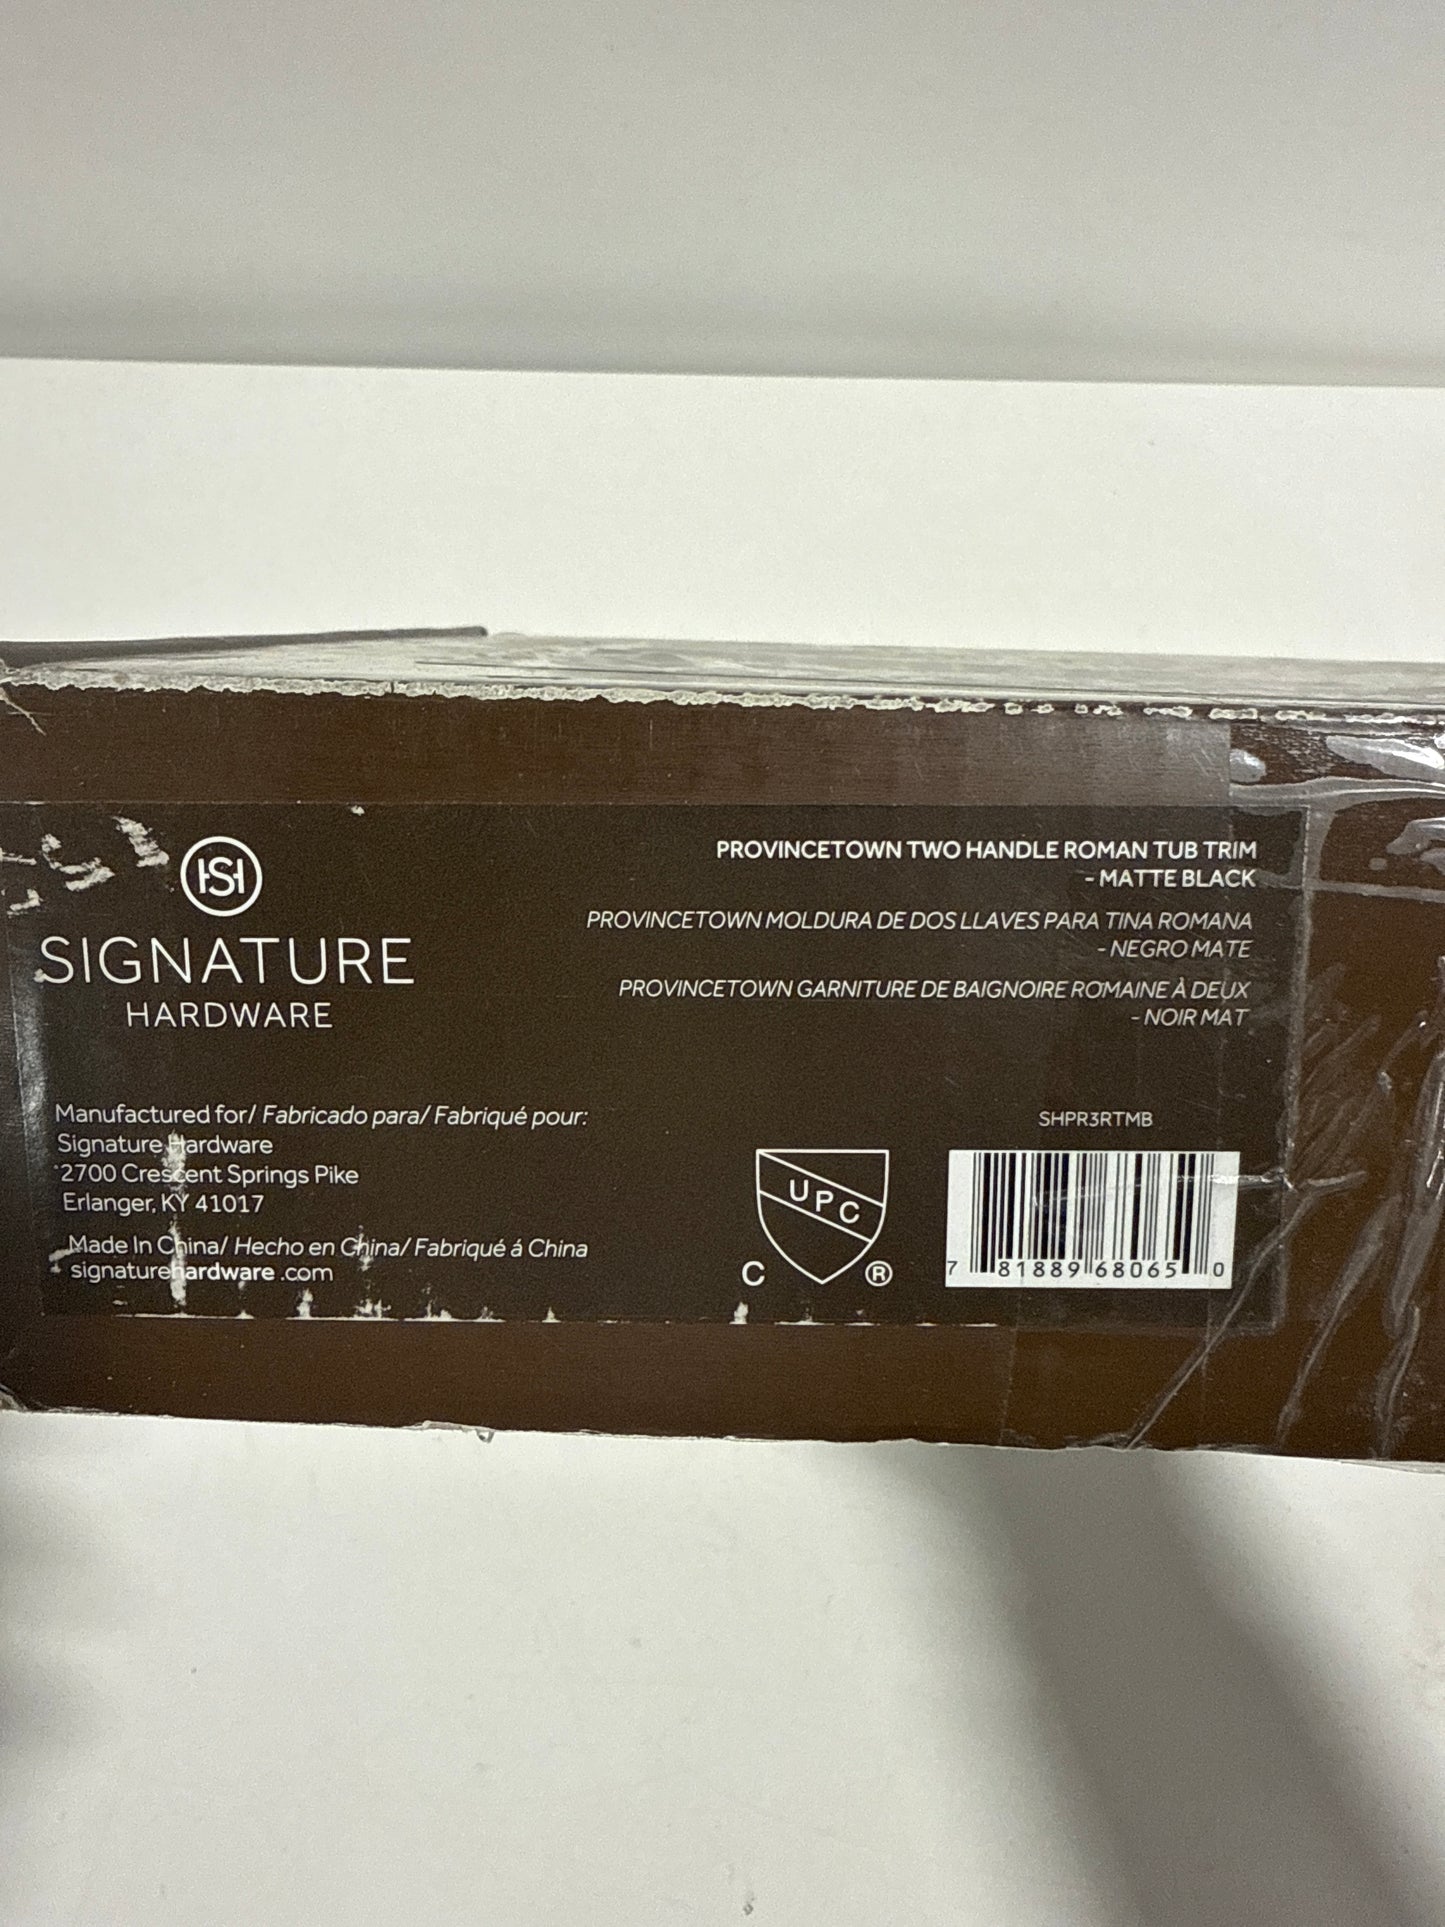 HSH
SIGNATURE
HARDWARE
PROVINCETOWN TWO HANDLE ROMAN TUB TRIM
- MATTE BLACK
PROVINCETOWN MOLDURA DE DOS LLAVES PARA TINA ROMANA
- NEGRO MATE
PROVINCETOWN GARNITURE DE BAIGNOIRE ROMAINE À DEUX
- NOIR MAT
Manufactured for/ Fabricado para/ Fabriqué pour:
Signature Hardware
2700 Crescent Springs Pike
Erlanger, KY 41017
Made In China/ Hecho en China/ Fabriqué á China
signaturehardware .com
UPC
C ®
SHPR3RTMB
7 81889 68065 0